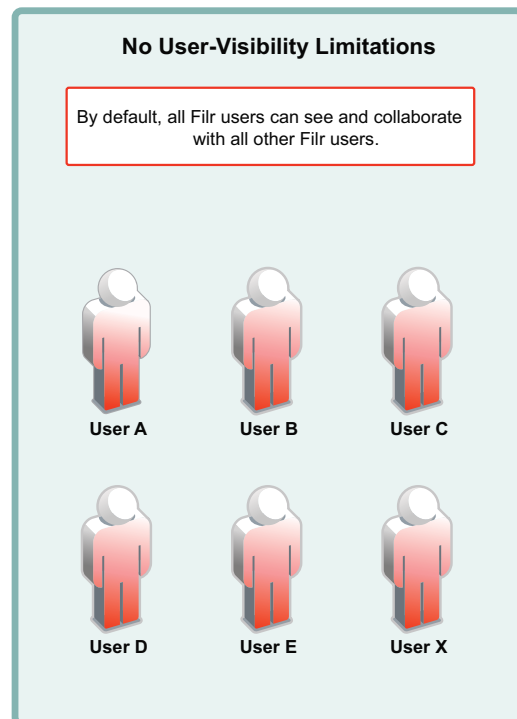 No User-Visibility Limitations
By default, all Filr users can see and collaborate
with all other Filr users.
User A
User B
User C
User D
User E
User X